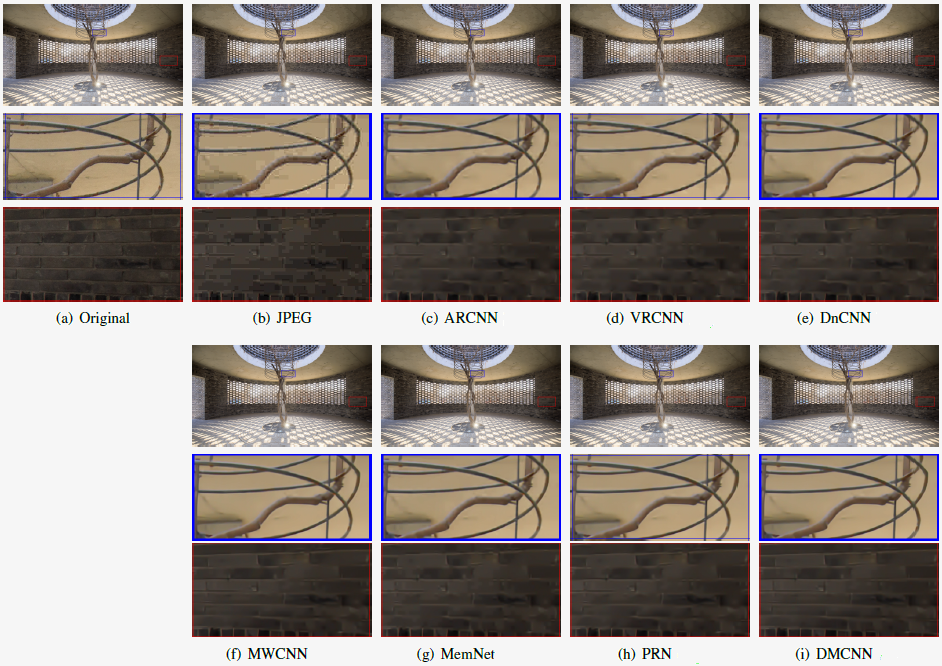 (a) Original
(b) JPEG
(c) ARCNN
(d) VRCNN
(e) DnCNN
(f) MWCNN
(g) MemNet
(h) PRN
(i) DMCNN